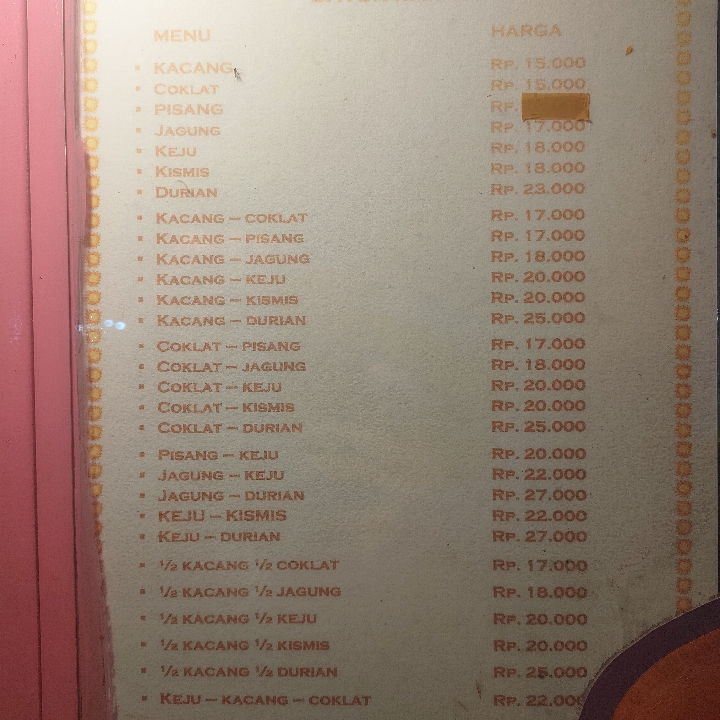 MENU HARGA
KACANG RP. 15.000
COKLAT RP. 15.000
PISANG RP.
JAGUNG RP. 17.000
KEJU RP. 18.000
KISMIS RP. 18.000
DURIAN RP. 23.000
KACANG – COKLAT RP. 17.000
KACANG – PISANG RP. 17.000
KACANG – JAGUNG RP. 18.000
KACANG – KEJU RP. 20.000
KACANG – KISMIS RP. 20.000
KACANG – DURIAN RP. 25.000
COKLAT – PISANG RP. 17.000
COKLAT – JAGUNG RP. 18.000
COKLAT – KEJU RP. 20.000
COKLAT – KISMIS RP. 20.000
COKLAT – DURIAN RP. 25.000
PISANG – KEJU RP. 20.000
JAGUNG – KEJU RP. 22.000
JAGUNG – DURIAN RP. 27.000
KEJU – KISMIS RP. 22.000
KEJU – DURIAN RP. 27.000
½ KACANG ½ COKLAT RP. 17.000
½ KACANG ½ JAGUNG RP. 18.000
½ KACANG ½ KEJU RP. 20.000
½ KACANG ½ KISMIS RP. 20.000
½ KACANG ½ DURIAN RP. 25.000
KEJU – KACANG – COKLAT RP. 22.000